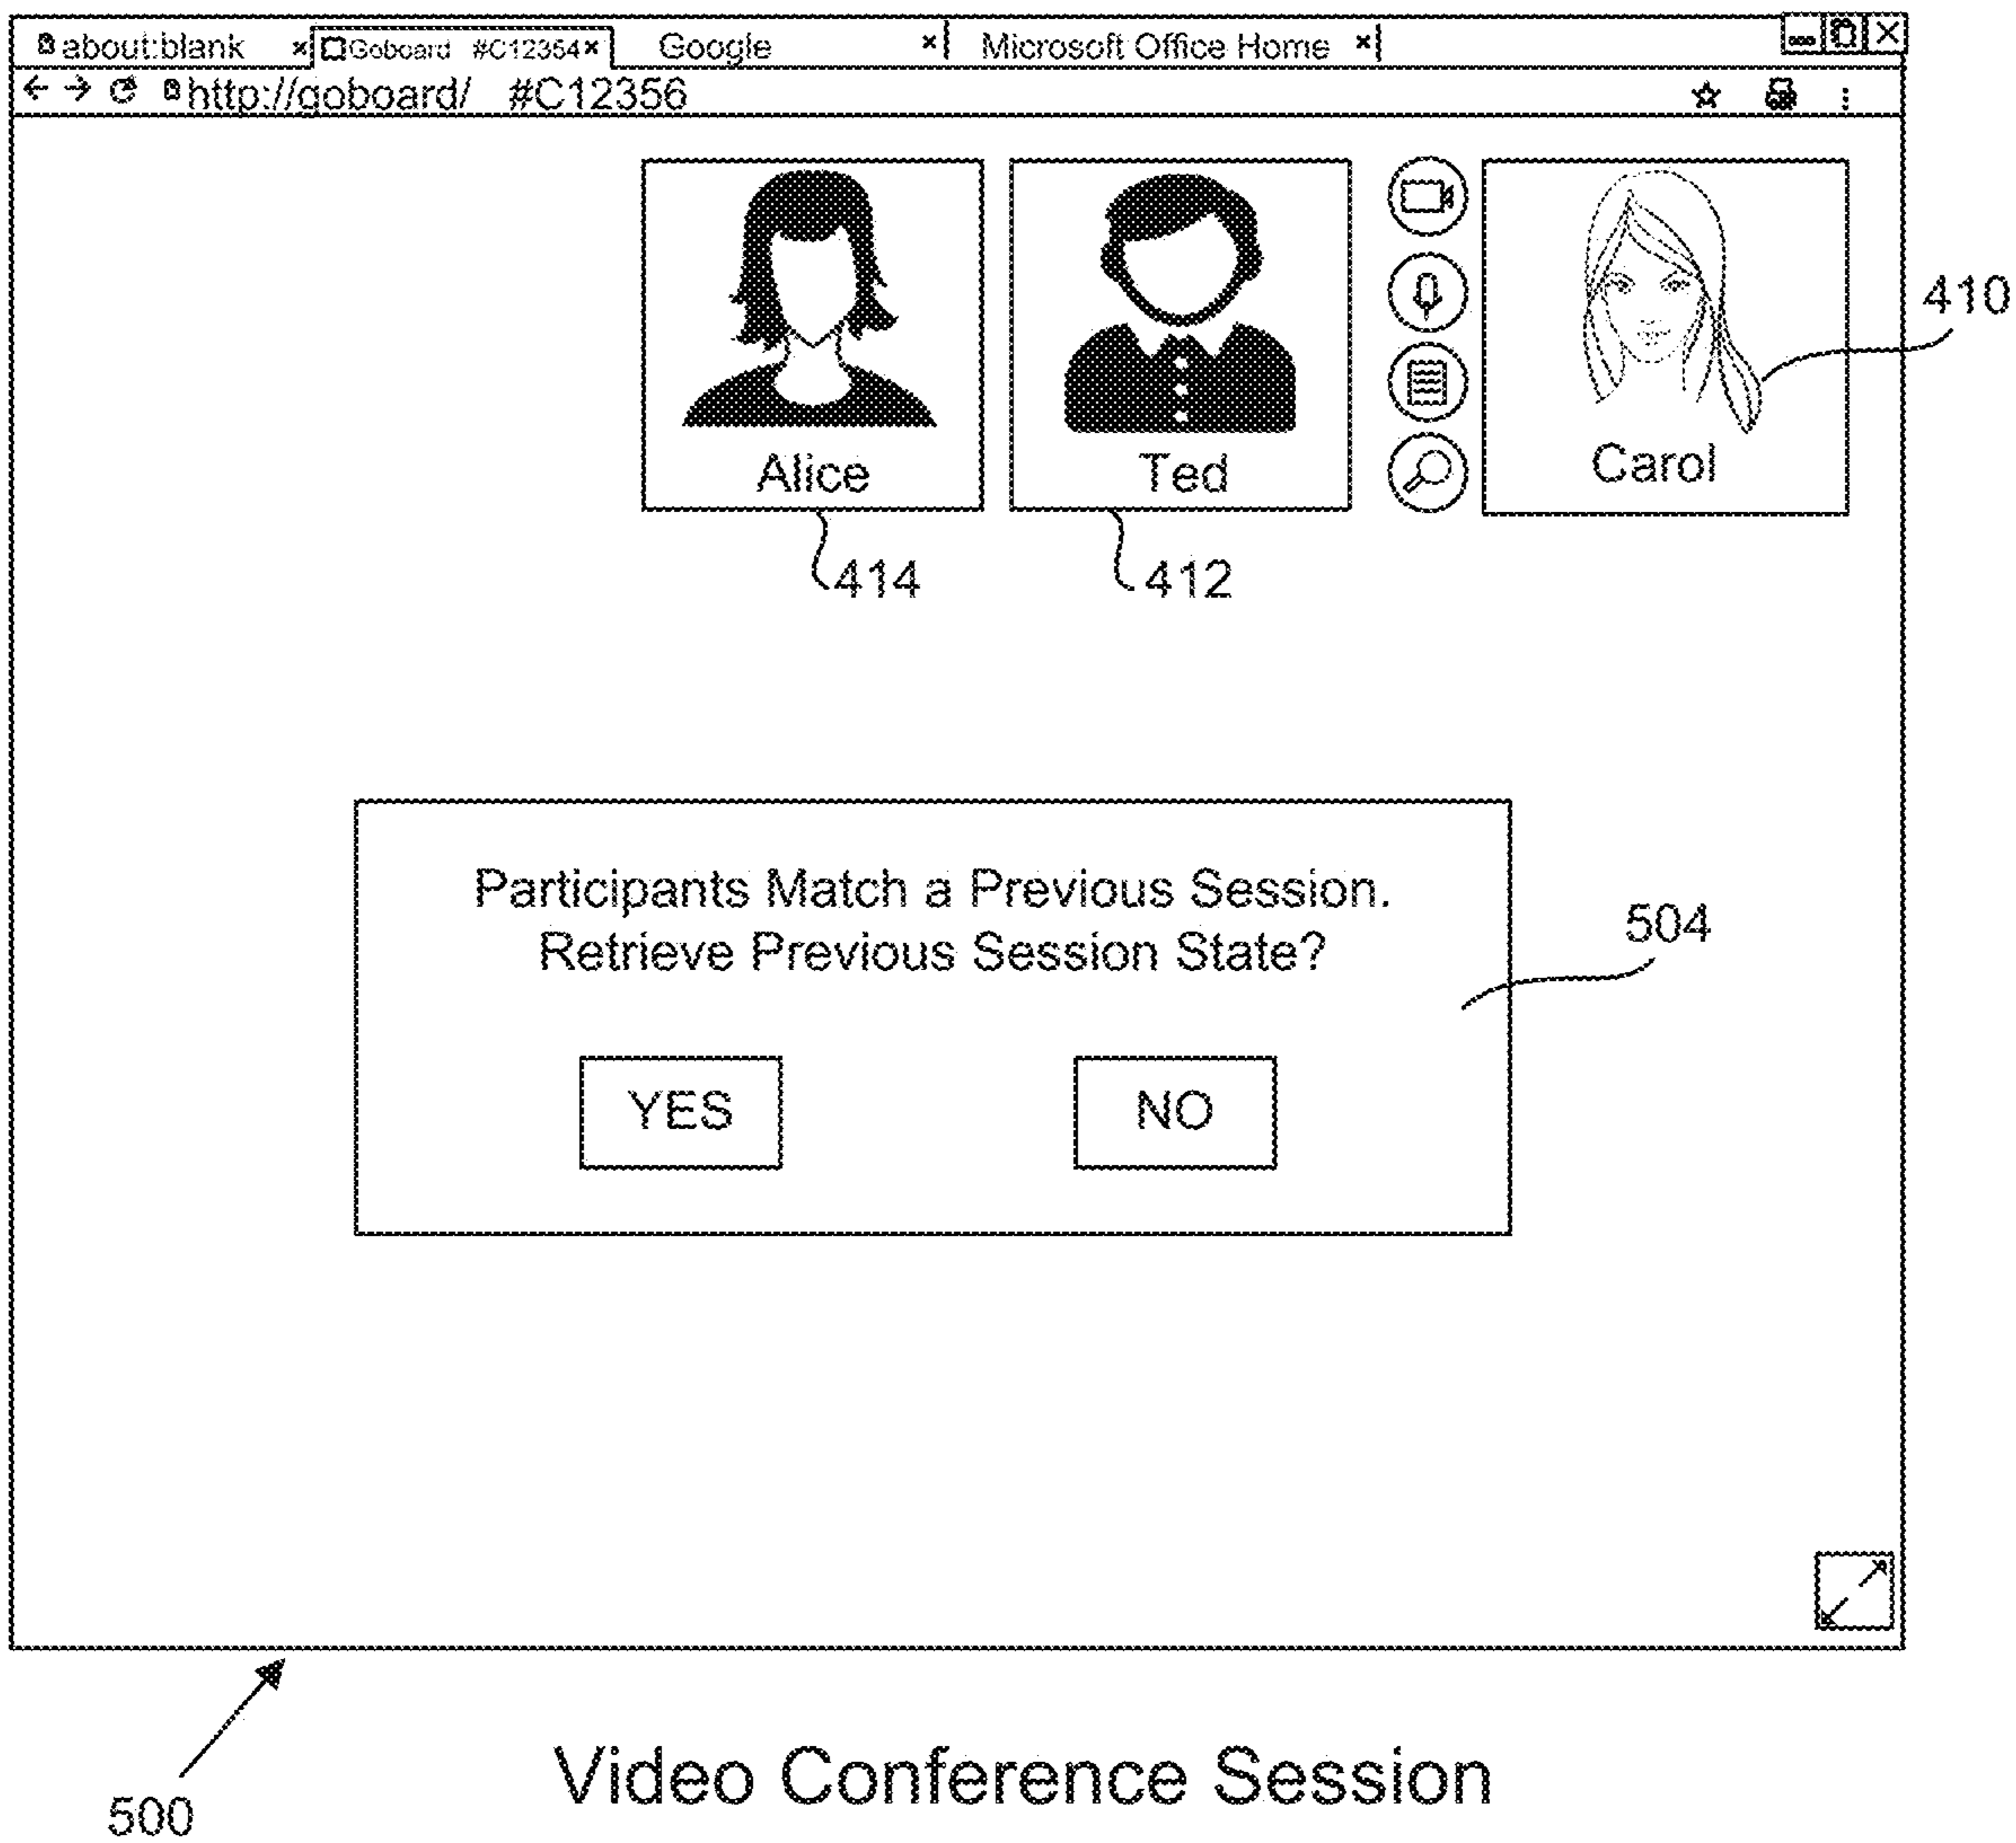 about:blank × Goboard #C12354× Google × Microsoft Office Home ×
http://goboard/ #C12356
Alice Ted Carol
410
414 412
Participants Match a Previous Session.
Retrieve Previous Session State?
504
YES NO
500
Video Conference Session